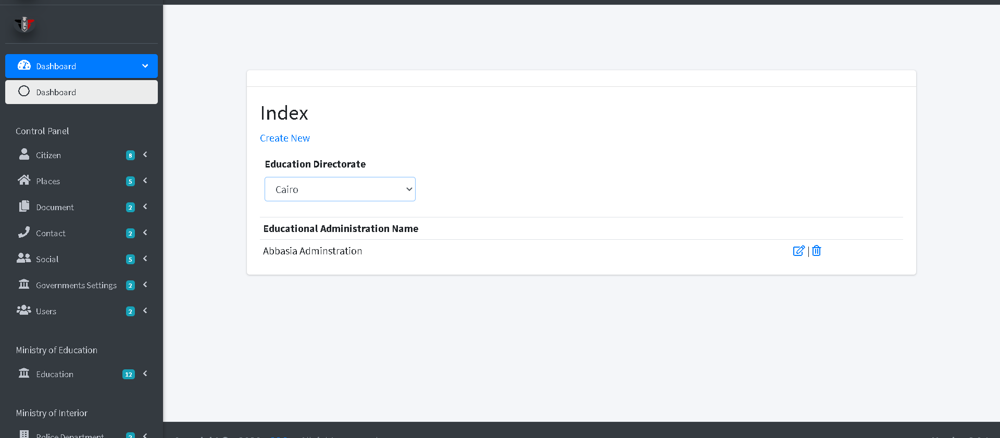 Dashboard
Dashboard
Control Panel
Citizen 8
Places 5
Document 2
Contact 2
Social 5
Governments Settings 2
Users 2
Ministry of Education
Education 12
Ministry of Interior
Police Department 2
Index
Create New
Education Directorate
Cairo
Educational Administration Name
Abbasia Adminstration
|